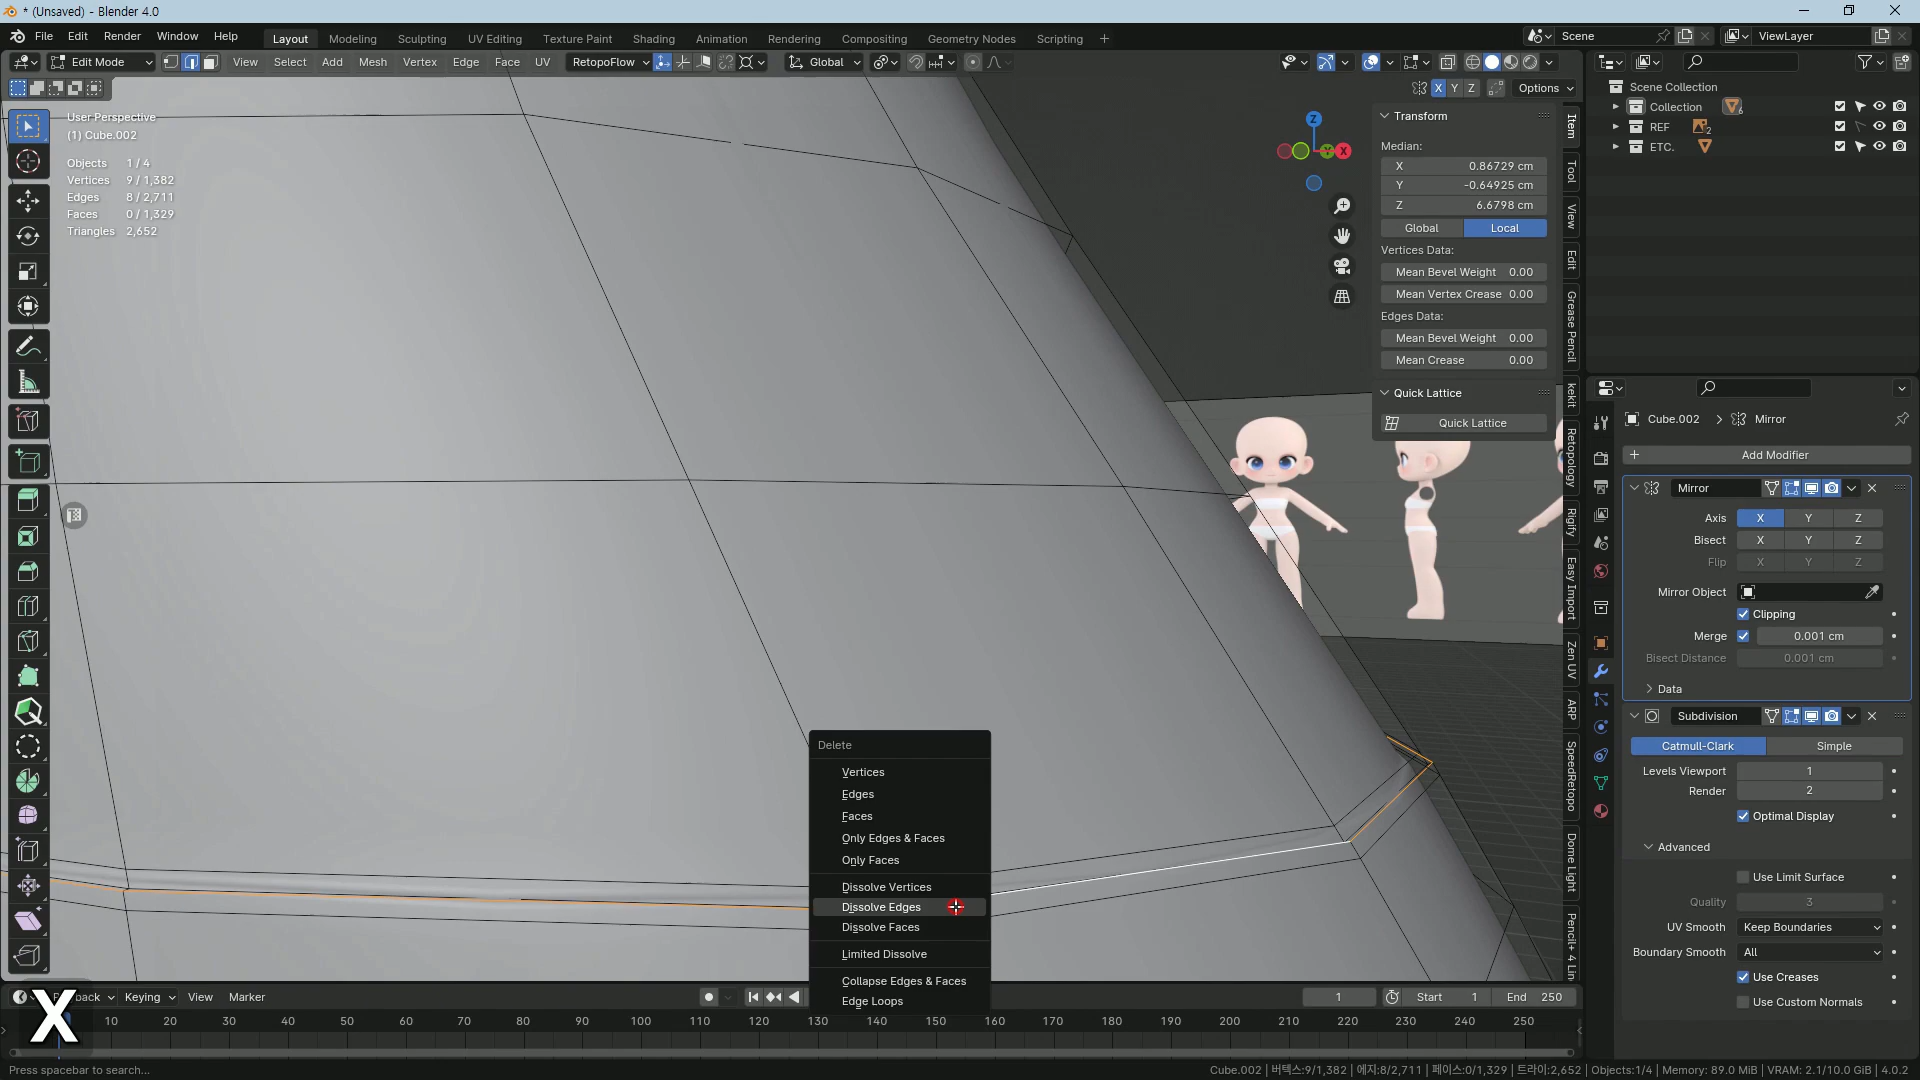 * (Unsaved) - Blender 4.0
File Edit Render Window Help
Layout Modeling Sculpting UV Editing Texture Paint Shading Animation Rendering Compositing Geometry Nodes Scripting +
Scene
ViewLayer
Edit Mode View Select Add Mesh Vertex Edge Face UV RetopoFlow Global
X Y Z Options
User Perspective
(1) Cube.002
Objects 1 / 4
Vertices 9 / 1,382
Edges 8 / 2,711
Faces 0 / 1,329
Triangles 2,652
Z
Y
X
Transform
Median:
X 0.86729 cm
Y -0.64925 cm
Z 6.6798 cm
Global Local
Vertices Data:
Mean Bevel Weight 0.00
Mean Vertex Crease 0.00
Edges Data:
Mean Bevel Weight 0.00
Mean Crease 0.00
Quick Lattice
Quick Lattice
Item
Tool
View
Edit
Grease Pencil
kekit
Retopology
Rigify
Easy Import
Zen UV
ARP
SpeedRetopo
Dome Light
Pencil+ 4 Lin
Scene Collection
Collection 6
REF 2
ETC.
Cube.002 > Mirror
+ Add Modifier
Mirror
Axis X Y Z
Bisect X Y Z
Flip X Y Z
Mirror Object
Clipping
Merge 0.001 cm
Bisect Distance 0.001 cm
Data
Subdivision
Catmull-Clark Simple
Levels Viewport 1
Render 2
Optimal Display
Advanced
Use Limit Surface
Quality 3
UV Smooth Keep Boundaries
Boundary Smooth All
Use Creases
Use Custom Normals
Delete
Vertices
Edges
Faces
Only Edges & Faces
Only Faces
Dissolve Vertices
Dissolve Edges
Dissolve Faces
Limited Dissolve
Collapse Edges & Faces
Edge Loops
X
back Keying View Marker
1 Start 1 End 250
10 20 30 40 50 60 70 80 90 100 110 120 130 140 150 160 170 180 190 200 210 220 230 240 250
Press spacebar to search...
Cube.002 | 버텍스:9/1,382 | 에지:8/2,711 | 페이스:0/1,329 | 트라이:2,652 | Objects:1/4 | Memory: 89.0 MiB | VRAM: 2.1/10.0 GiB | 4.0.2